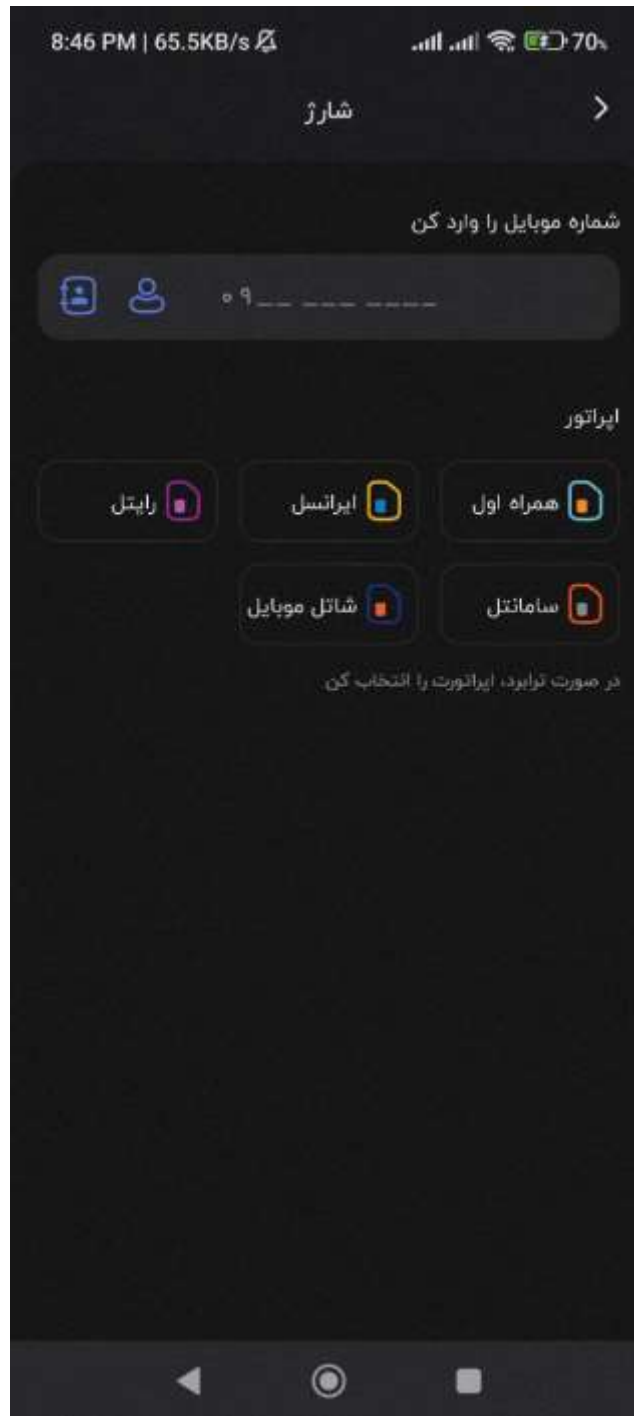 8:46 PM | 65.5KB/s 70%
شارژ
شماره موبایل را وارد کن
۰۹__ ___ ____
اپراتور
همراه اول ایرانسل رایتل
سامانتل شاتل موبایل
در صورت ترابرد، اپراتورت را انتخاب کن